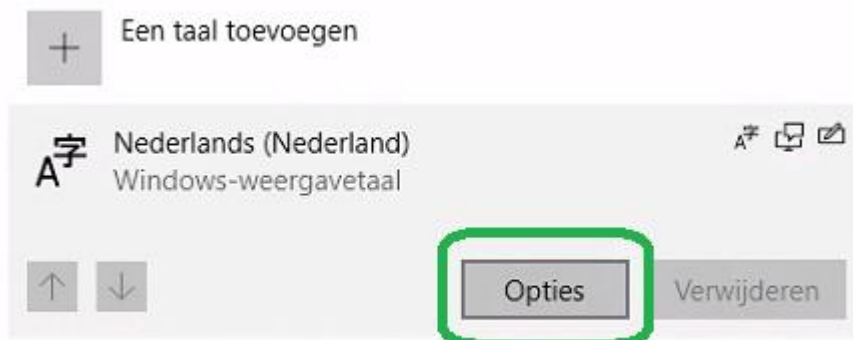 Een taal toevoegen
Nederlands (Nederland)
Windows-weergavetaal
Opties
Verwijderen